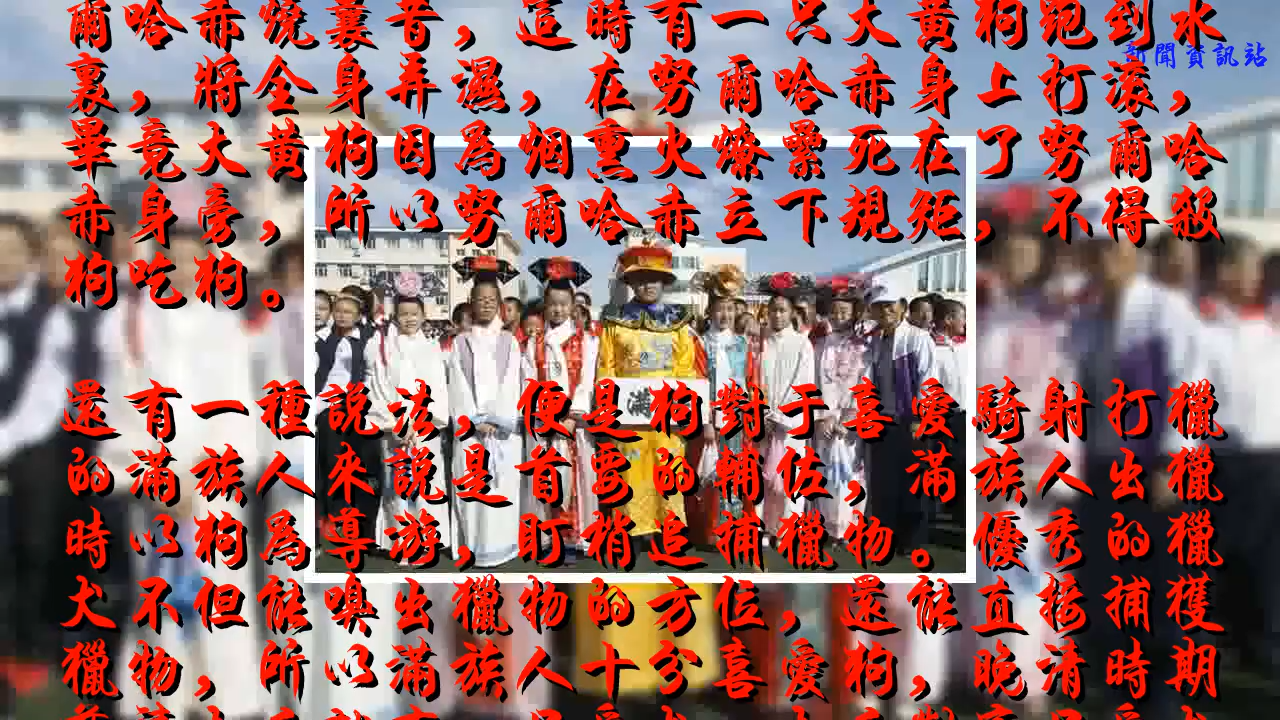 爾哈赤燒裏音，這時有一只大黃狗跑到水
新聞資訊站
裏，將全身弄濕，在努爾哈赤身上打滾，
畢竟大黃狗因為烟熏火燎纍死在了努爾哈
赤身旁，所以努爾哈赤立下規矩，不得殺
狗吃狗。
還有一種說法，便是狗對于喜愛騎射打獵
的滿族人來說是首要的輔佐，滿族人出獵
時以狗為導游，盯梢追捕獵物。優秀的獵
犬不但能嗅出獵物的方位，還能直接捕獲
獵物，所以滿族人十分喜愛狗，晚清時期
滿